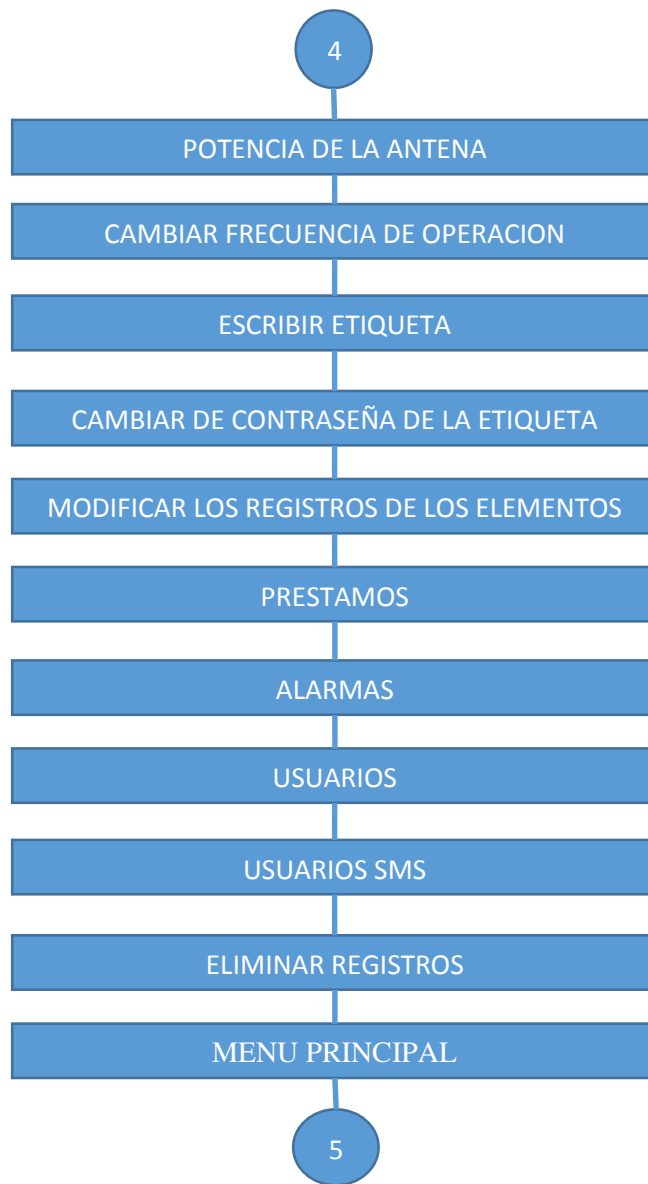 4
POTENCIA DE LA ANTENA
CAMBIAR FRECUENCIA DE OPERACION
ESCRIBIR ETIQUETA
CAMBIAR DE CONTRASEÑA DE LA ETIQUETA
MODIFICAR LOS REGISTROS DE LOS ELEMENTOS
PRESTAMOS
ALARMAS
USUARIOS
USUARIOS SMS
ELIMINAR REGISTROS
MENU PRINCIPAL
5